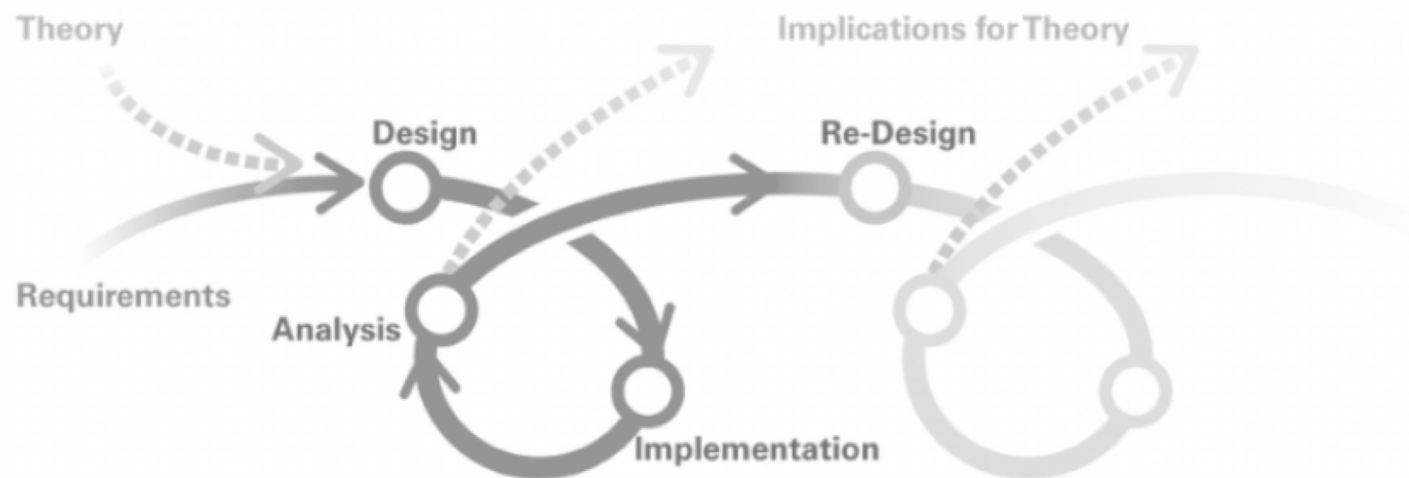 Theory
Implications for Theory
Design
Re-Design
Requirements
Analysis
Implementation